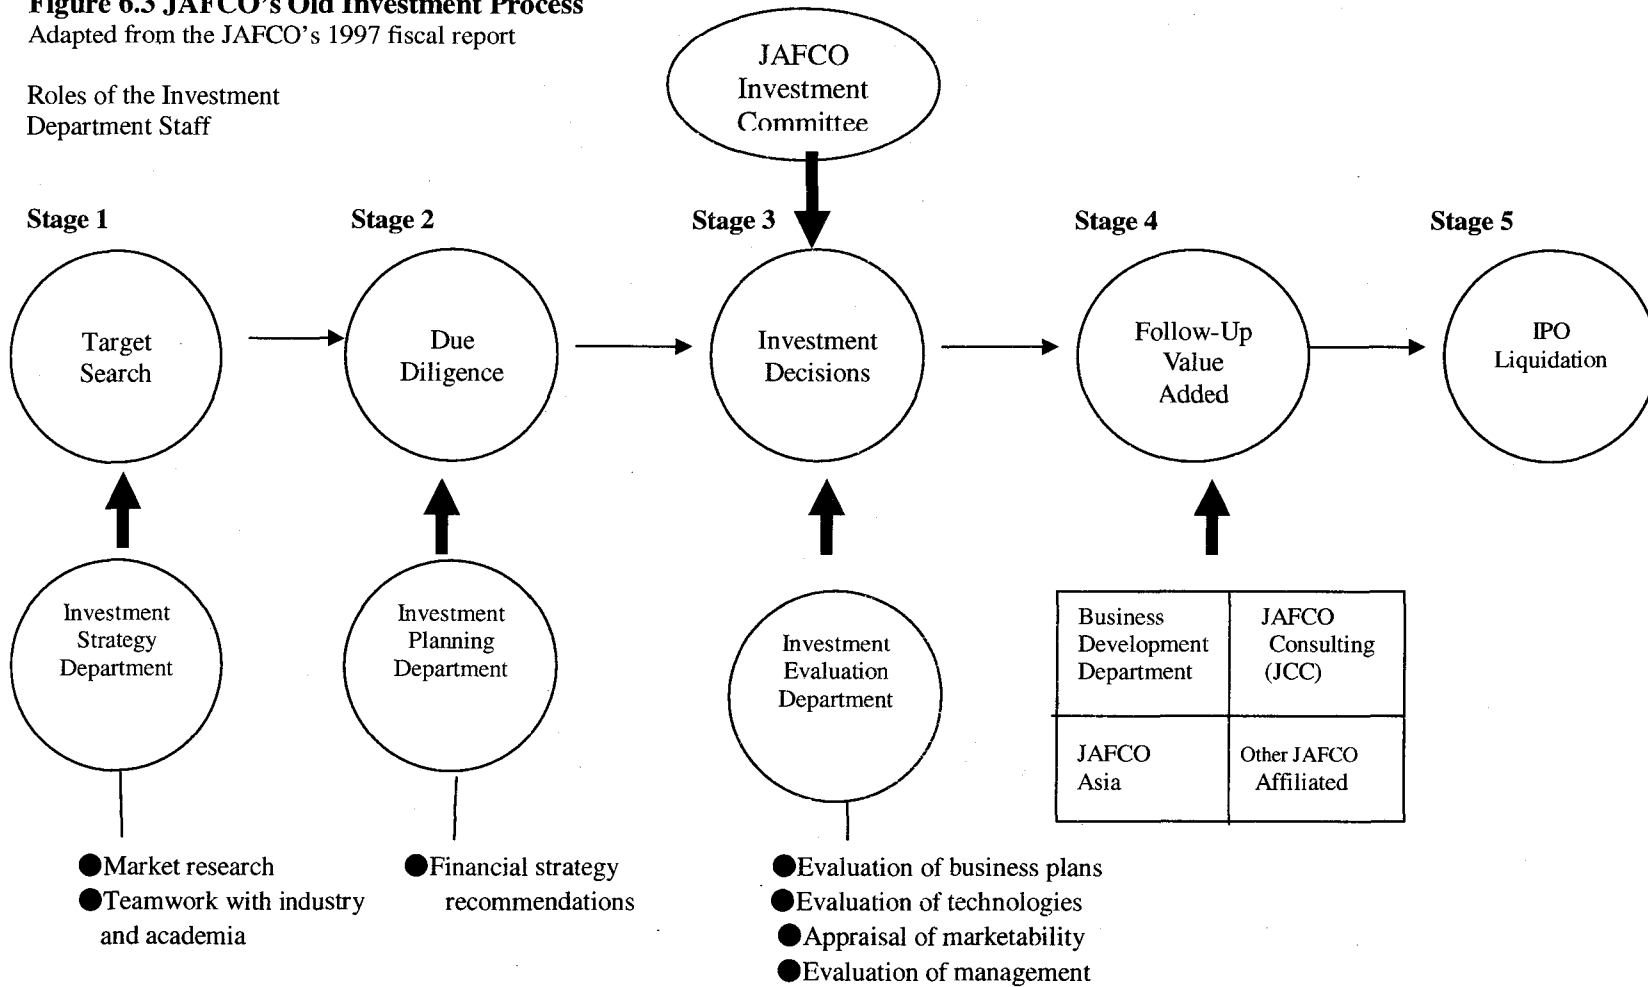 Figure 6.3 JAFCO's Old Investment Process
Adapted from the JAFCO's 1997 fiscal report
Roles of the Investment
Department Staff
JAFCO
Investment
Committee
Stage 1
Stage 2
Stage 3
Stage 4
Stage 5
Target
Search
Due
Diligence
Investment
Decisions
Follow-Up
Value
Added
IPO
Liquidation
Investment
Strategy
Department
Investment
Planning
Department
Investment
Evaluation
Department
Business
Development
Department
JAFCO
Consulting
(JCC)
JAFCO
Asia
Other JAFCO
Affiliated
●Market research
●Teamwork with industry
and academia
●Financial strategy
recommendations
●Evaluation of business plans
●Evaluation of technologies
●Appraisal of marketability
●Evaluation of management